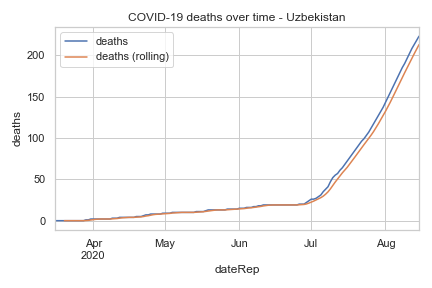 COVID-19 deaths over time - Uzbekistan
deaths
deaths (rolling)
200
150
100
50
0
deaths
Apr
2020
May
Jun
Jul
Aug
dateRep